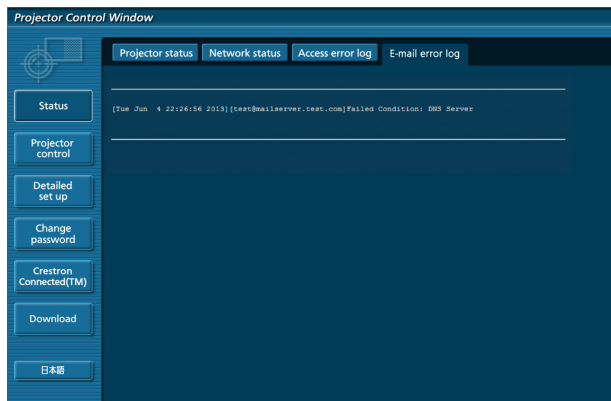 Projector Control Window
Projector status Network status Access error log E-mail error log
[Tue Jun  4 22:26:56 2013][test@mailserver.test.com]Failed Condition: DNS Server
Status
Projector
control
Detailed
set up
Change
password
Crestron
Connected(TM)
Download
日本語